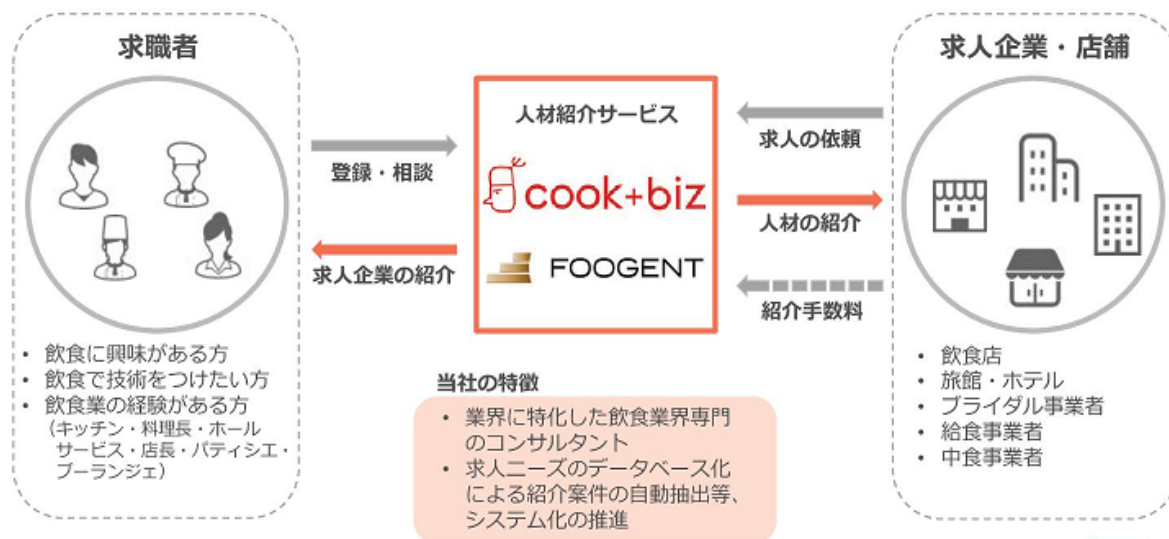 求職者
登録・相談
求人企業の紹介
• 飲食に興味がある方
• 飲食で技術をつけたい方
• 飲食業の経験がある方
（キッチン・料理長・ホール
サービス・店長・パティシエ・
ブーランジェ）
人材紹介サービス
cook+biz
FOOGENT
当社の特徴
• 業界に特化した飲食業界専門
のコンサルタント
• 求人ニーズのデータベース化
による紹介案件の自動抽出等、
システム化の推進
求人企業・店舗
求人の依頼
人材の紹介
紹介手数料
• 飲食店
• 旅館・ホテル
• ブライダル事業者
• 給食事業者
• 中食事業者